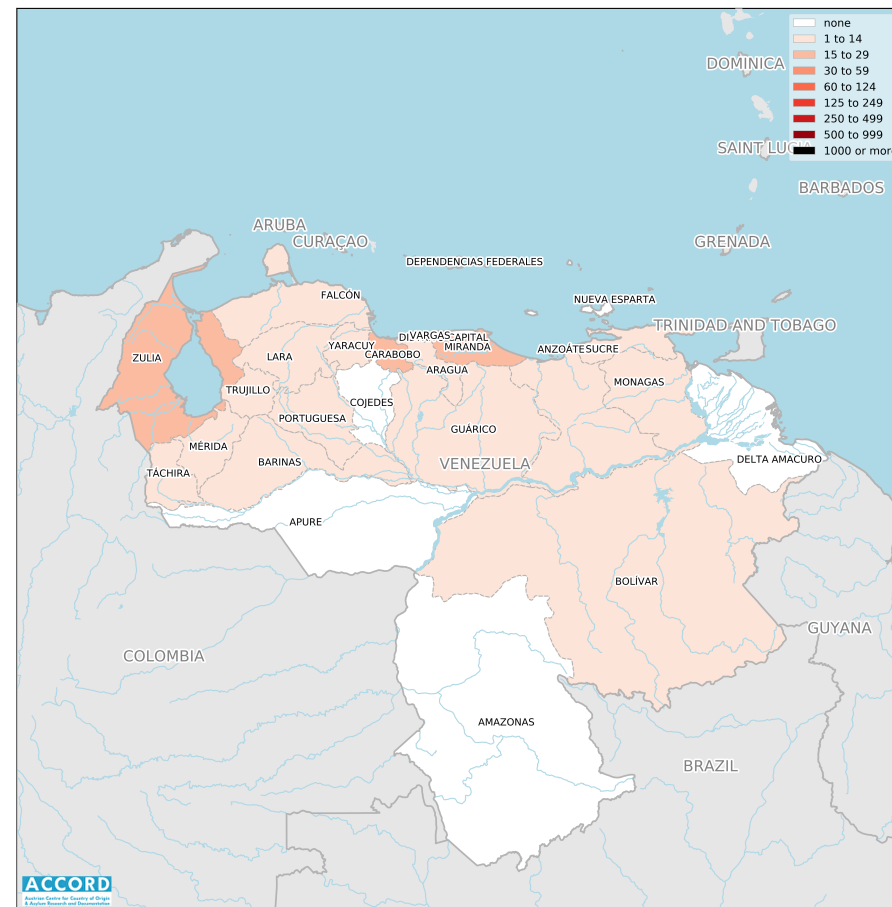 none
1 to 14
DOMINICA
15 to 29
30 to 59
60 to 124
125 to 249
250 to 499
500 to 999
SAINT LUCIA
1000 or mor
BARBADOS
ARUBA
CURAÇAO
GRENADA
DEPENDENCIAS FEDERALES
FALCÓN
NUEVA ESPARTA
TRINIDAD AND TOBAGO
VARGAS
CAPITAL
YARACUY
MIRANDA
ZULIA
LARA
CARABOBO
ANZOÁTE
SUCRE
ARAGUA
TRUJILLO
MONAGAS
COJEDES
PORTUGUESA
GUÁRICO
MÉRIDA
BARINAS
VENEZUELA
DELTA AMACURO
TÁCHIRA
APURE
BOLÍVAR
GUYANA
COLOMBIA
AMAZONAS
BRAZIL
ACCORD
Austrian Centre for Country of Origin
& Asylum Research and Documentation